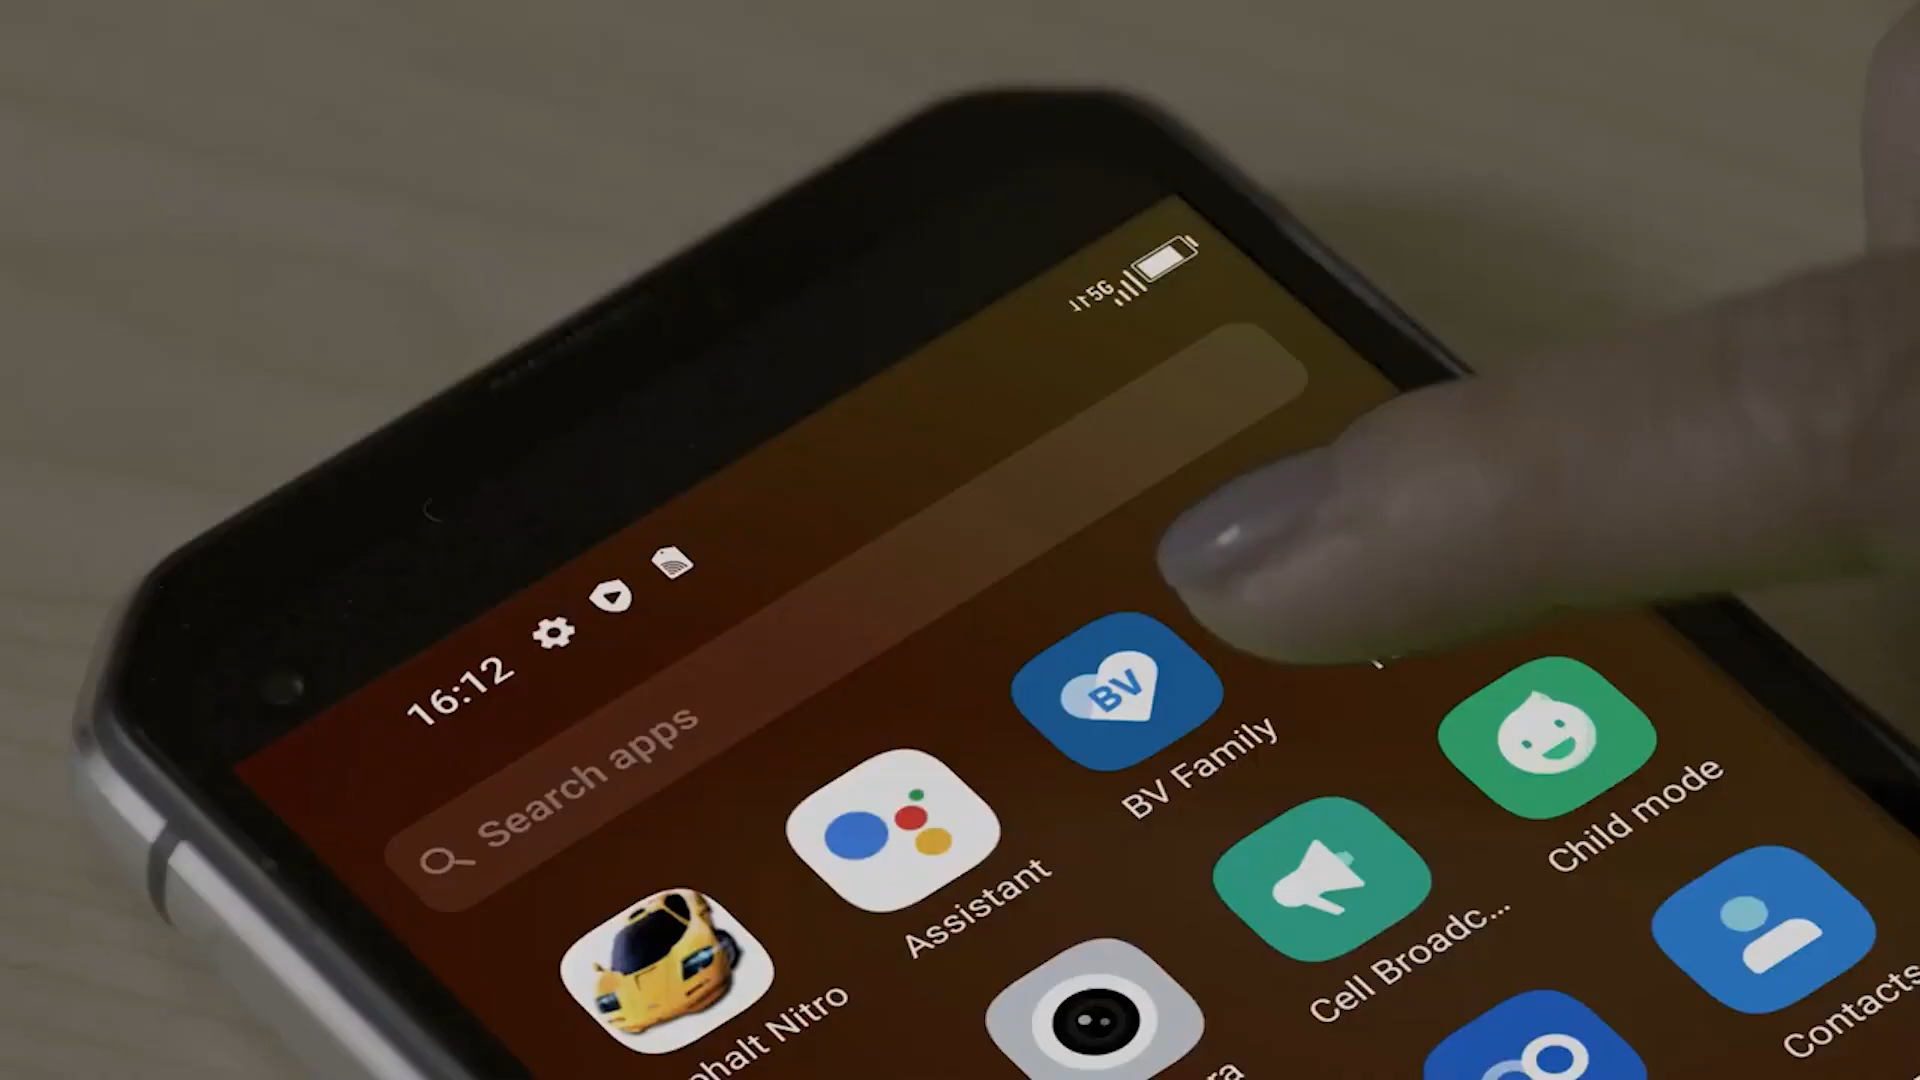 16:12
5G
Search apps
BV
BV Family
Assistant
Child mode
Cell Broadc...
Nitro
Contacts